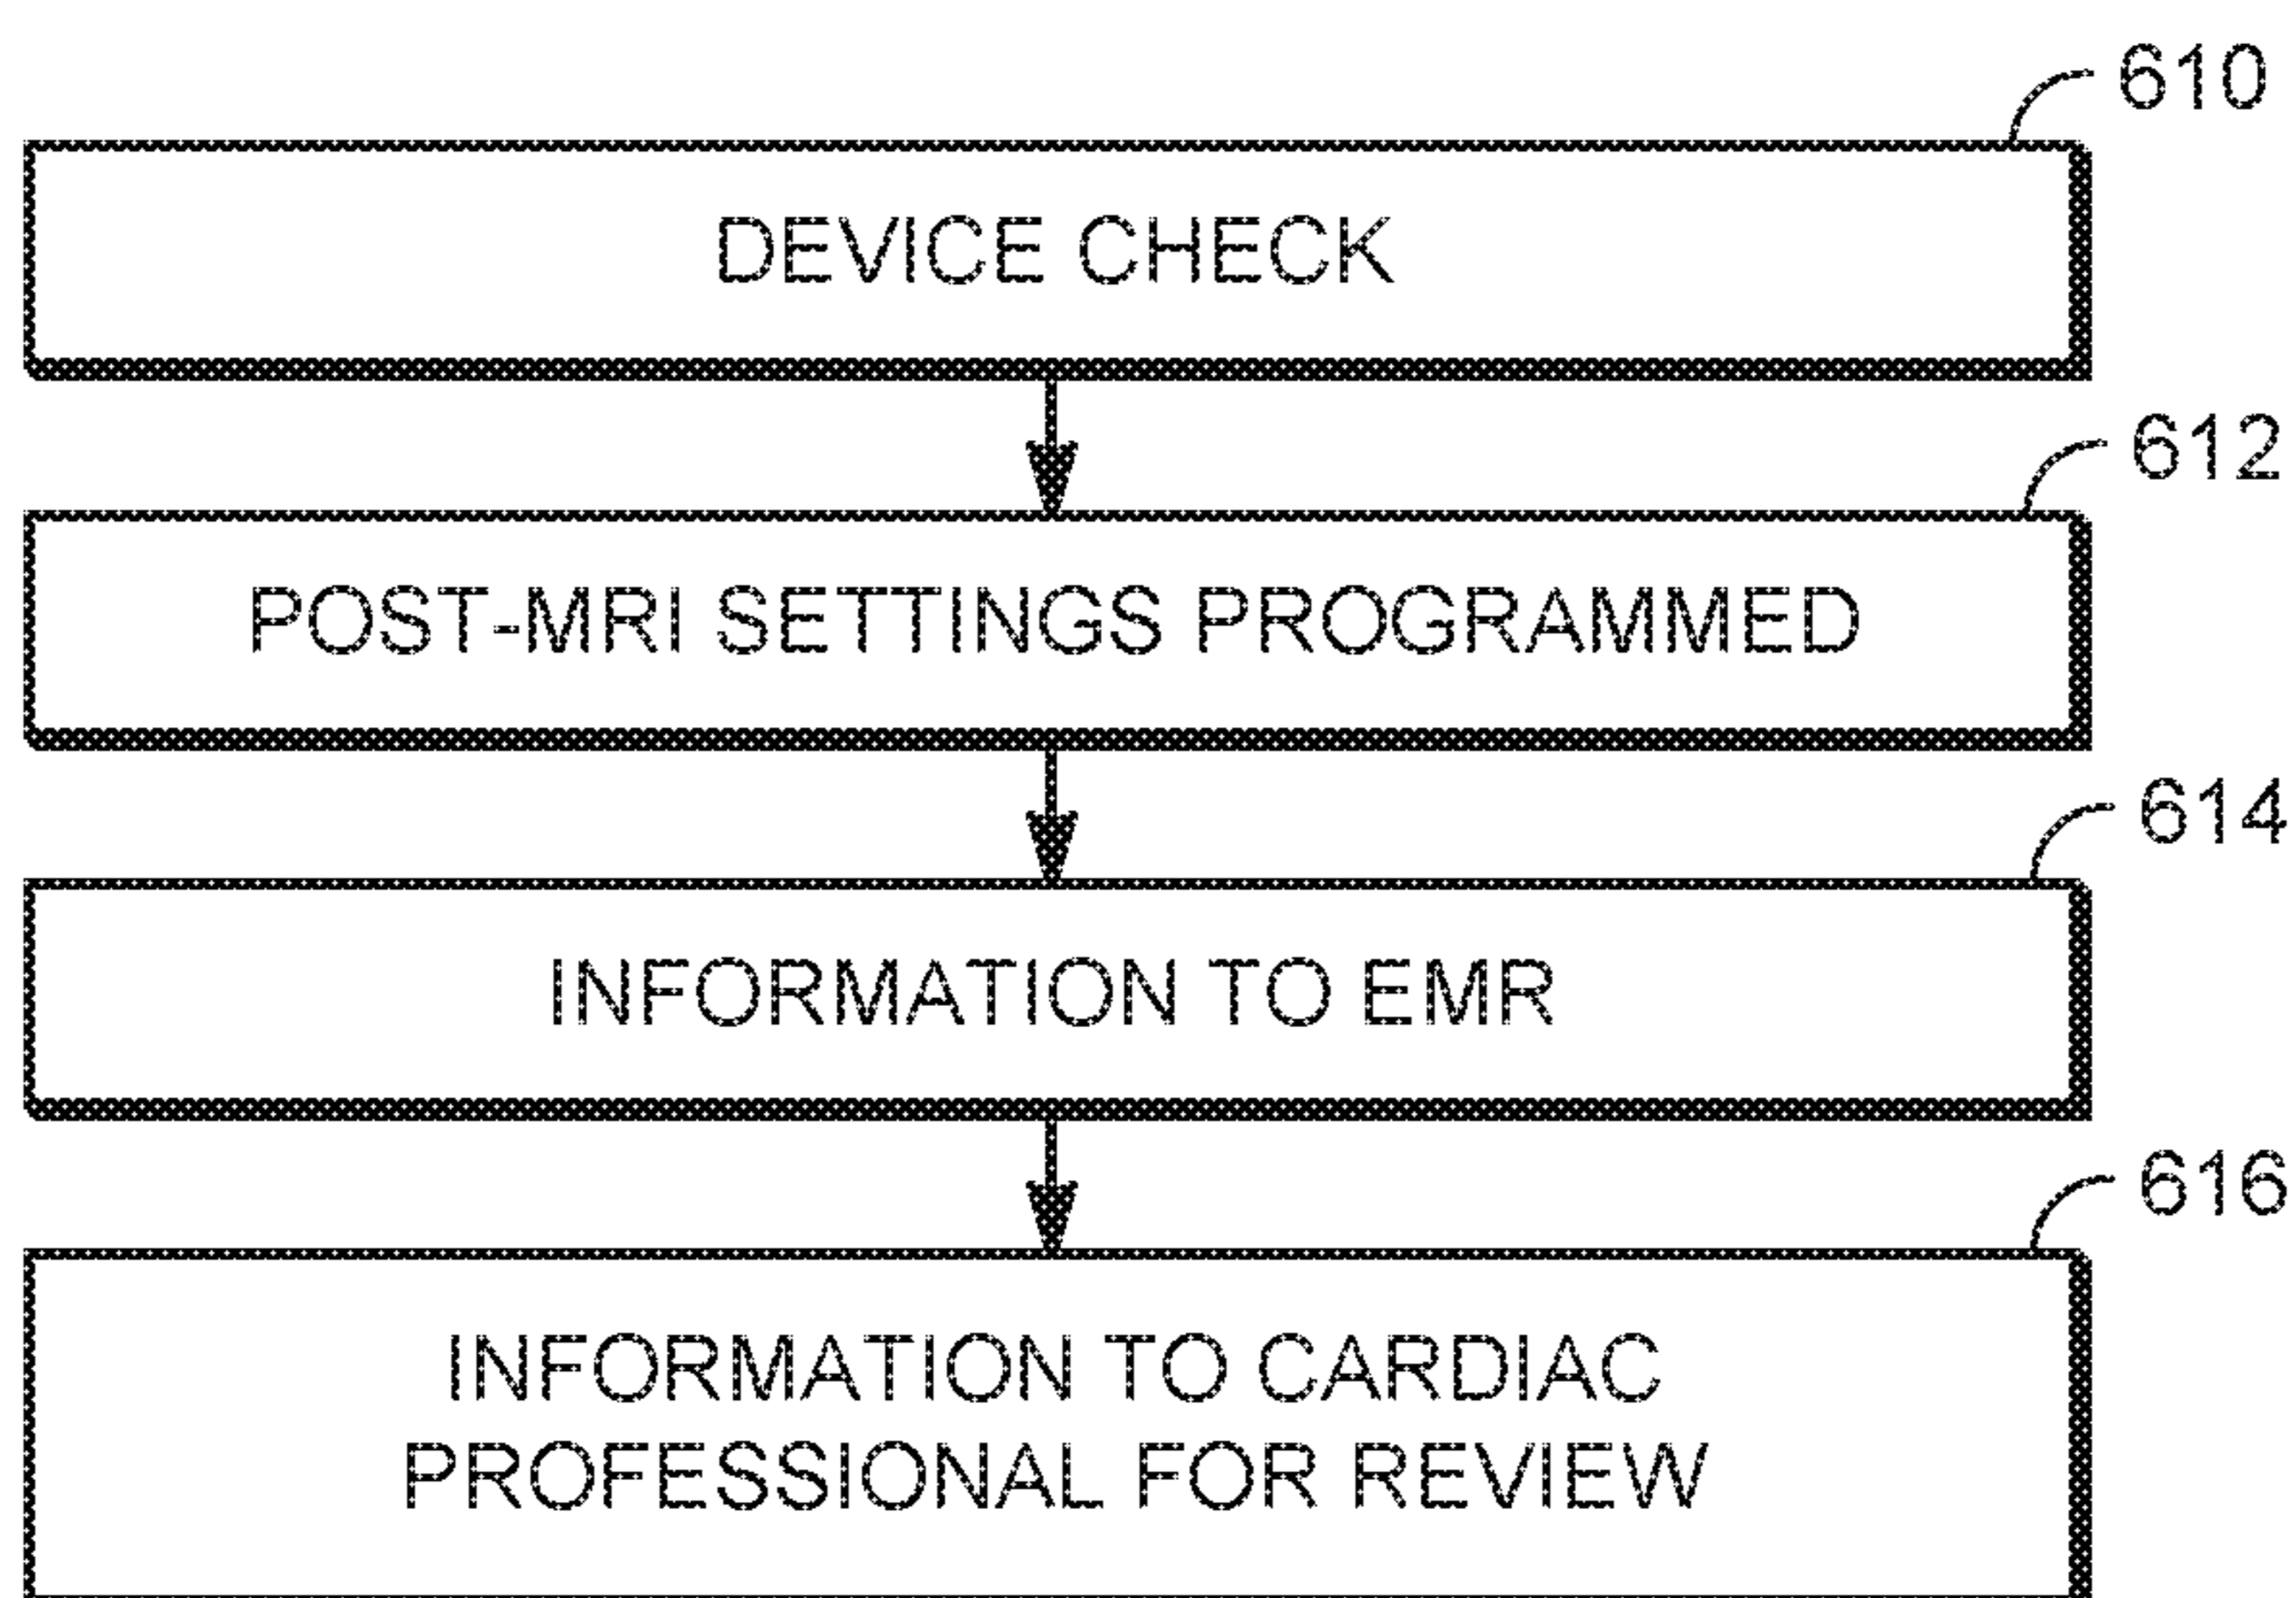 610
DEVICE CHECK
612
POST-MRI SETTINGS PROGRAMMED
614
INFORMATION TO EMR
616
INFORMATION TO CARDIAC
PROFESSIONAL FOR REVIEW